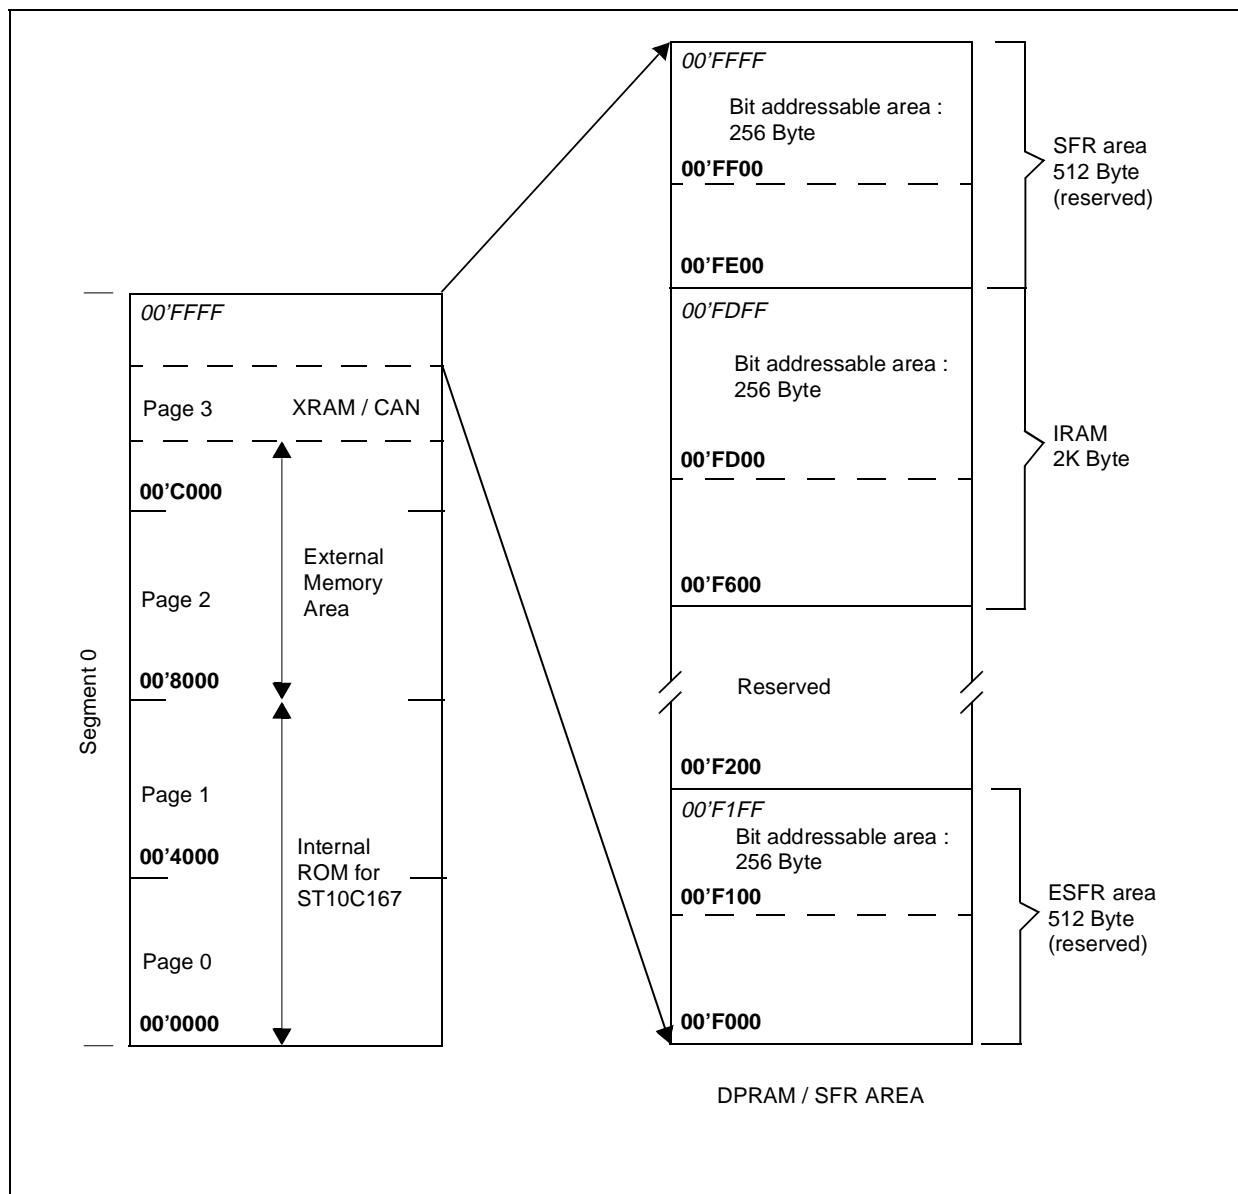 00'FFFF
Page 3
XRAM / CAN
00'C000
External
Memory
Area
Page 2
00'8000
Segment 0
Page 1
00'4000
Internal
ROM for
ST10C167
Page 0
00'0000
00'FFFF
Bit addressable area :
256 Byte
00'FF00
00'FE00
SFR area
512 Byte
(reserved)
00'FDFF
Bit addressable area :
256 Byte
00'FD00
00'F600
IRAM
2K Byte
Reserved
00'F200
00'F1FF
Bit addressable area :
256 Byte
00'F100
00'F000
ESFR area
512 Byte
(reserved)
DPRAM / SFR AREA